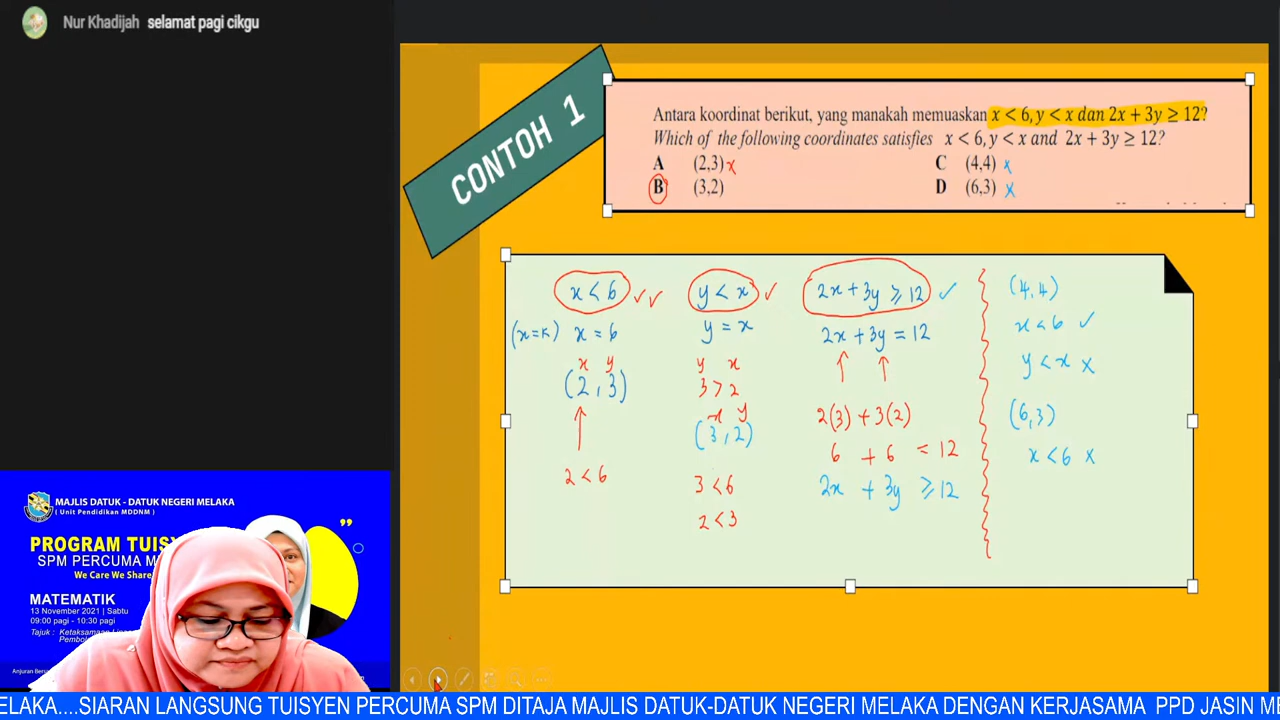 Nur Khadijah selamat pagi cikgu
CONTOH 1
Antara koordinat berikut, yang manakah memuaskan x < 6, y < x dan 2x + 3y ≥ 12?
Which of the following coordinates satisfies x < 6, y < x and 2x + 3y ≥ 12?
A (2,3) x C (4,4) x
B (3,2) D (6,3) x
x < 6 ✓✓ y < x ✓ 2x + 3y ≥ 12 ✓ (4,4)
(x=k) x = 6 y = x 2x + 3y = 12 x < 6 ✓
x y y x ↑ ↑ y < x x
(2, 3) 3 > 2
↑ x y 2(3) + 3(2) (6,3)
(3, 2) 6 + 6 = 12 x < 6 x
2 < 6 3 < 6 2x + 3y ≥ 12
2 < 3
MAJLIS DATUK - DATUK NEGERI MELAKA
( Unit Pendidikan MDDNM )
PROGRAM TUISY
SPM PERCUMA M
We Care We Share
MATEMATIK
13 November 2021 | Sabtu
09:00 pagi - 10:30 pagi
Tajuk : Ketaksamaan
Pembo
Anjuran
ELAKA....SIARAN LANGSUNG TUISYEN PERCUMA SPM DITAJA MAJLIS DATUK-DATUK NEGERI MELAKA DENGAN KERJASAMA PPD JASIN ME